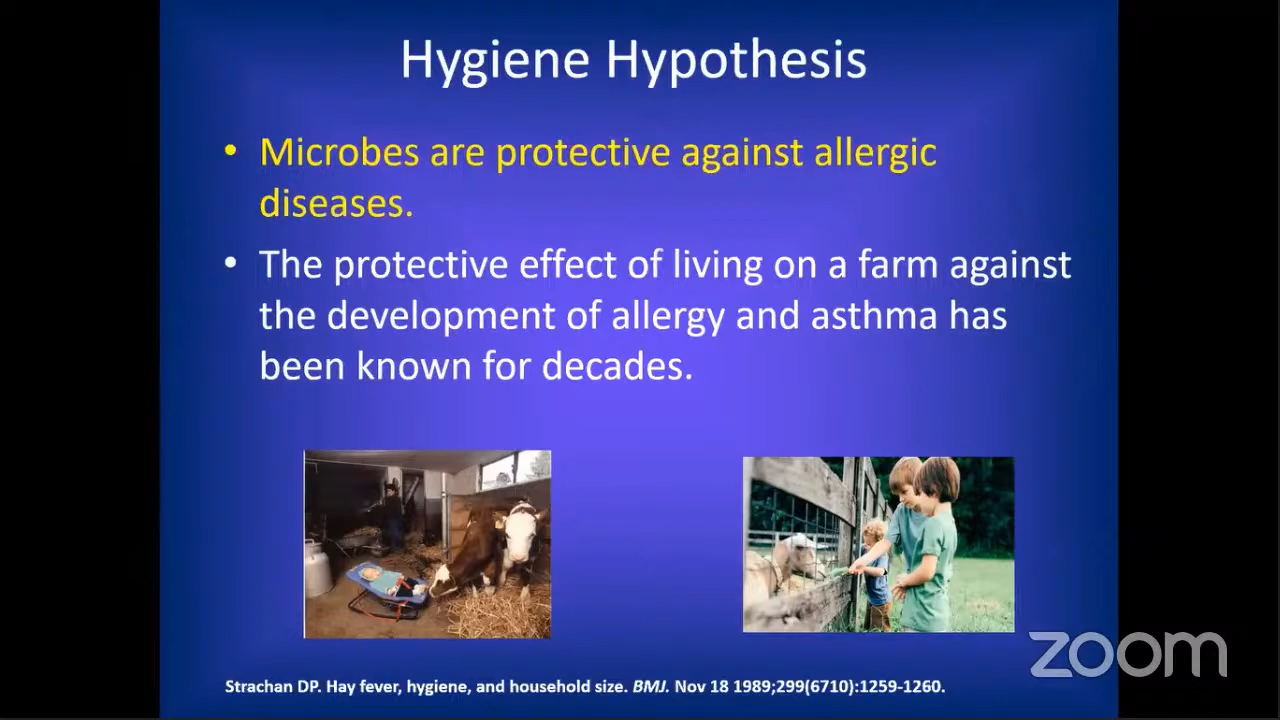 Hygiene Hypothesis
• Microbes are protective against allergic
diseases.
• The protective effect of living on a farm against
the development of allergy and asthma has
been known for decades.
zoom
Strachan DP. Hay fever, hygiene, and household size. BMJ. Nov 18 1989;299(6710):1259-1260.